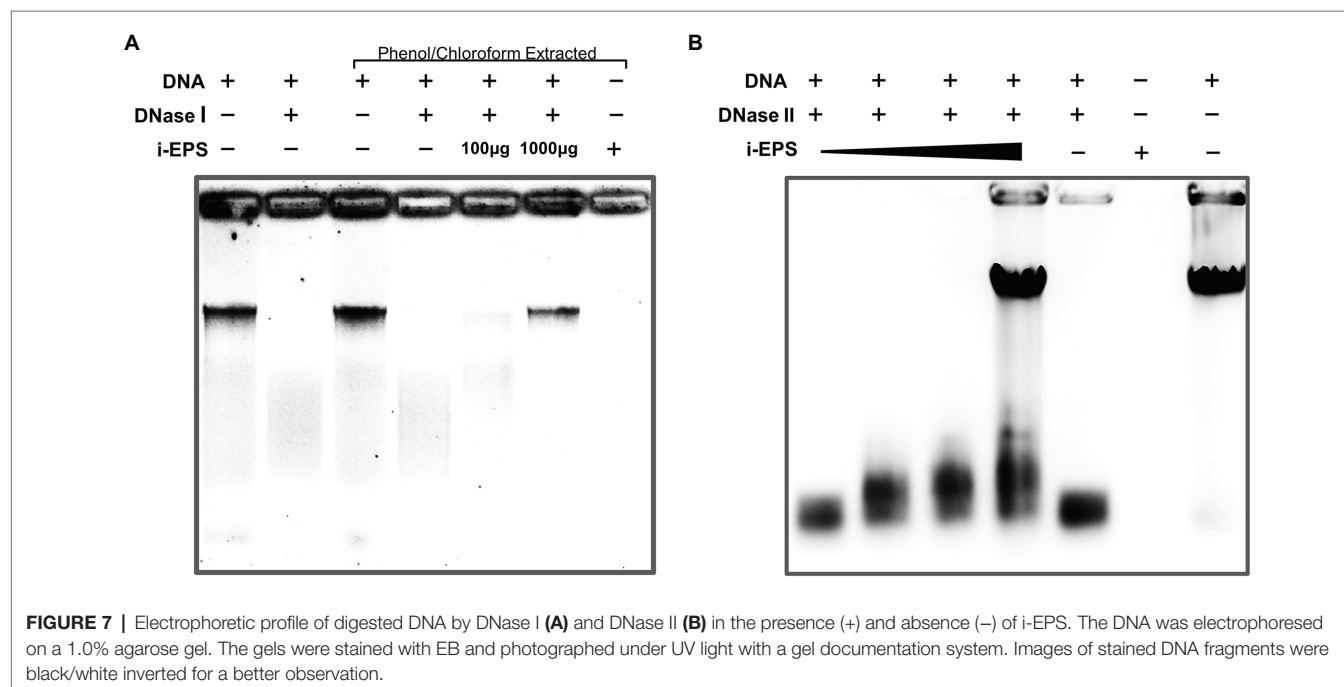 A
Phenol/Chloroform Extracted
DNA + + + + + + −
DNase I − + − + + + −
i-EPS − − − − 100µg 1000µg +
B
DNA + + + + + − +
DNase II + + + + + − −
i-EPS − + −
FIGURE 7 | Electrophoretic profile of digested DNA by DNase I (A) and DNase II (B) in the presence (+) and absence (−) of i-EPS. The DNA was electrophoresed
on a 1.0% agarose gel. The gels were stained with EB and photographed under UV light with a gel documentation system. Images of stained DNA fragments were
black/white inverted for a better observation.